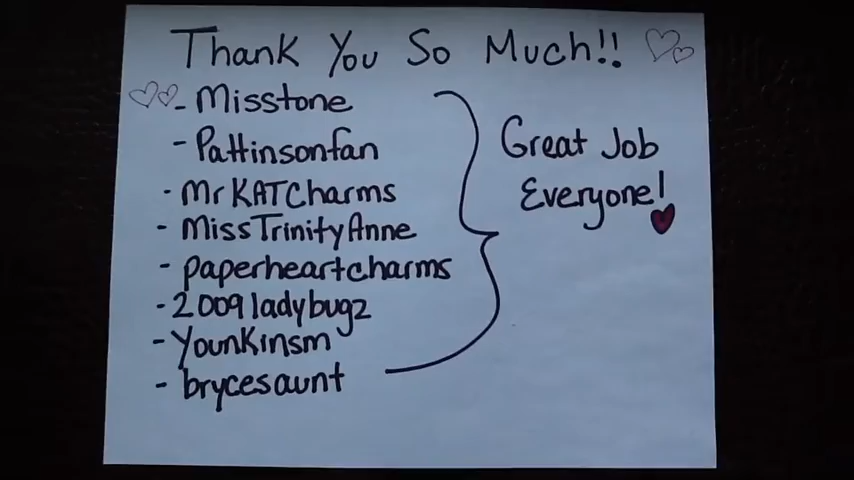 Thank You So Much!!
- Misstone
- Pattinsonfan
- MrKATCharms
- MissTrinityAnne
- paperheartcharms
- 2009ladybugz
- Younkinsm
- brycesaunt
Great Job
Everyone!